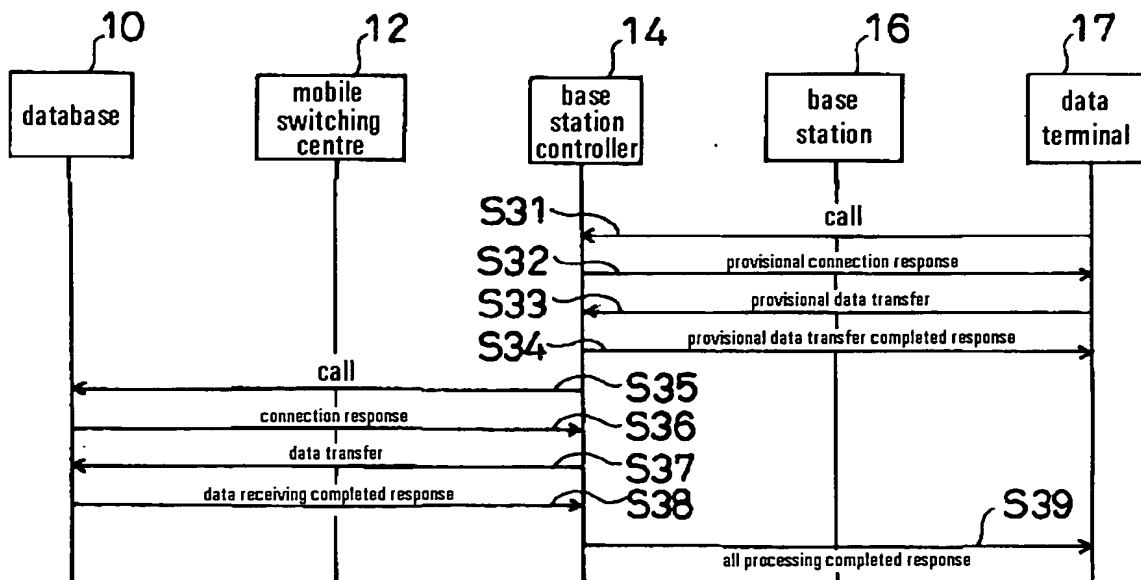 10
12
14
16
17
database
mobile
switching
centre
base
station
controller
base
station
data
terminal
S31
call
S32
provisional connection response
S33
provisional data transfer
S34
provisional data transfer completed response
call
S35
connection response
S36
data transfer
S37
data receiving completed response
S38
S39
all processing completed response